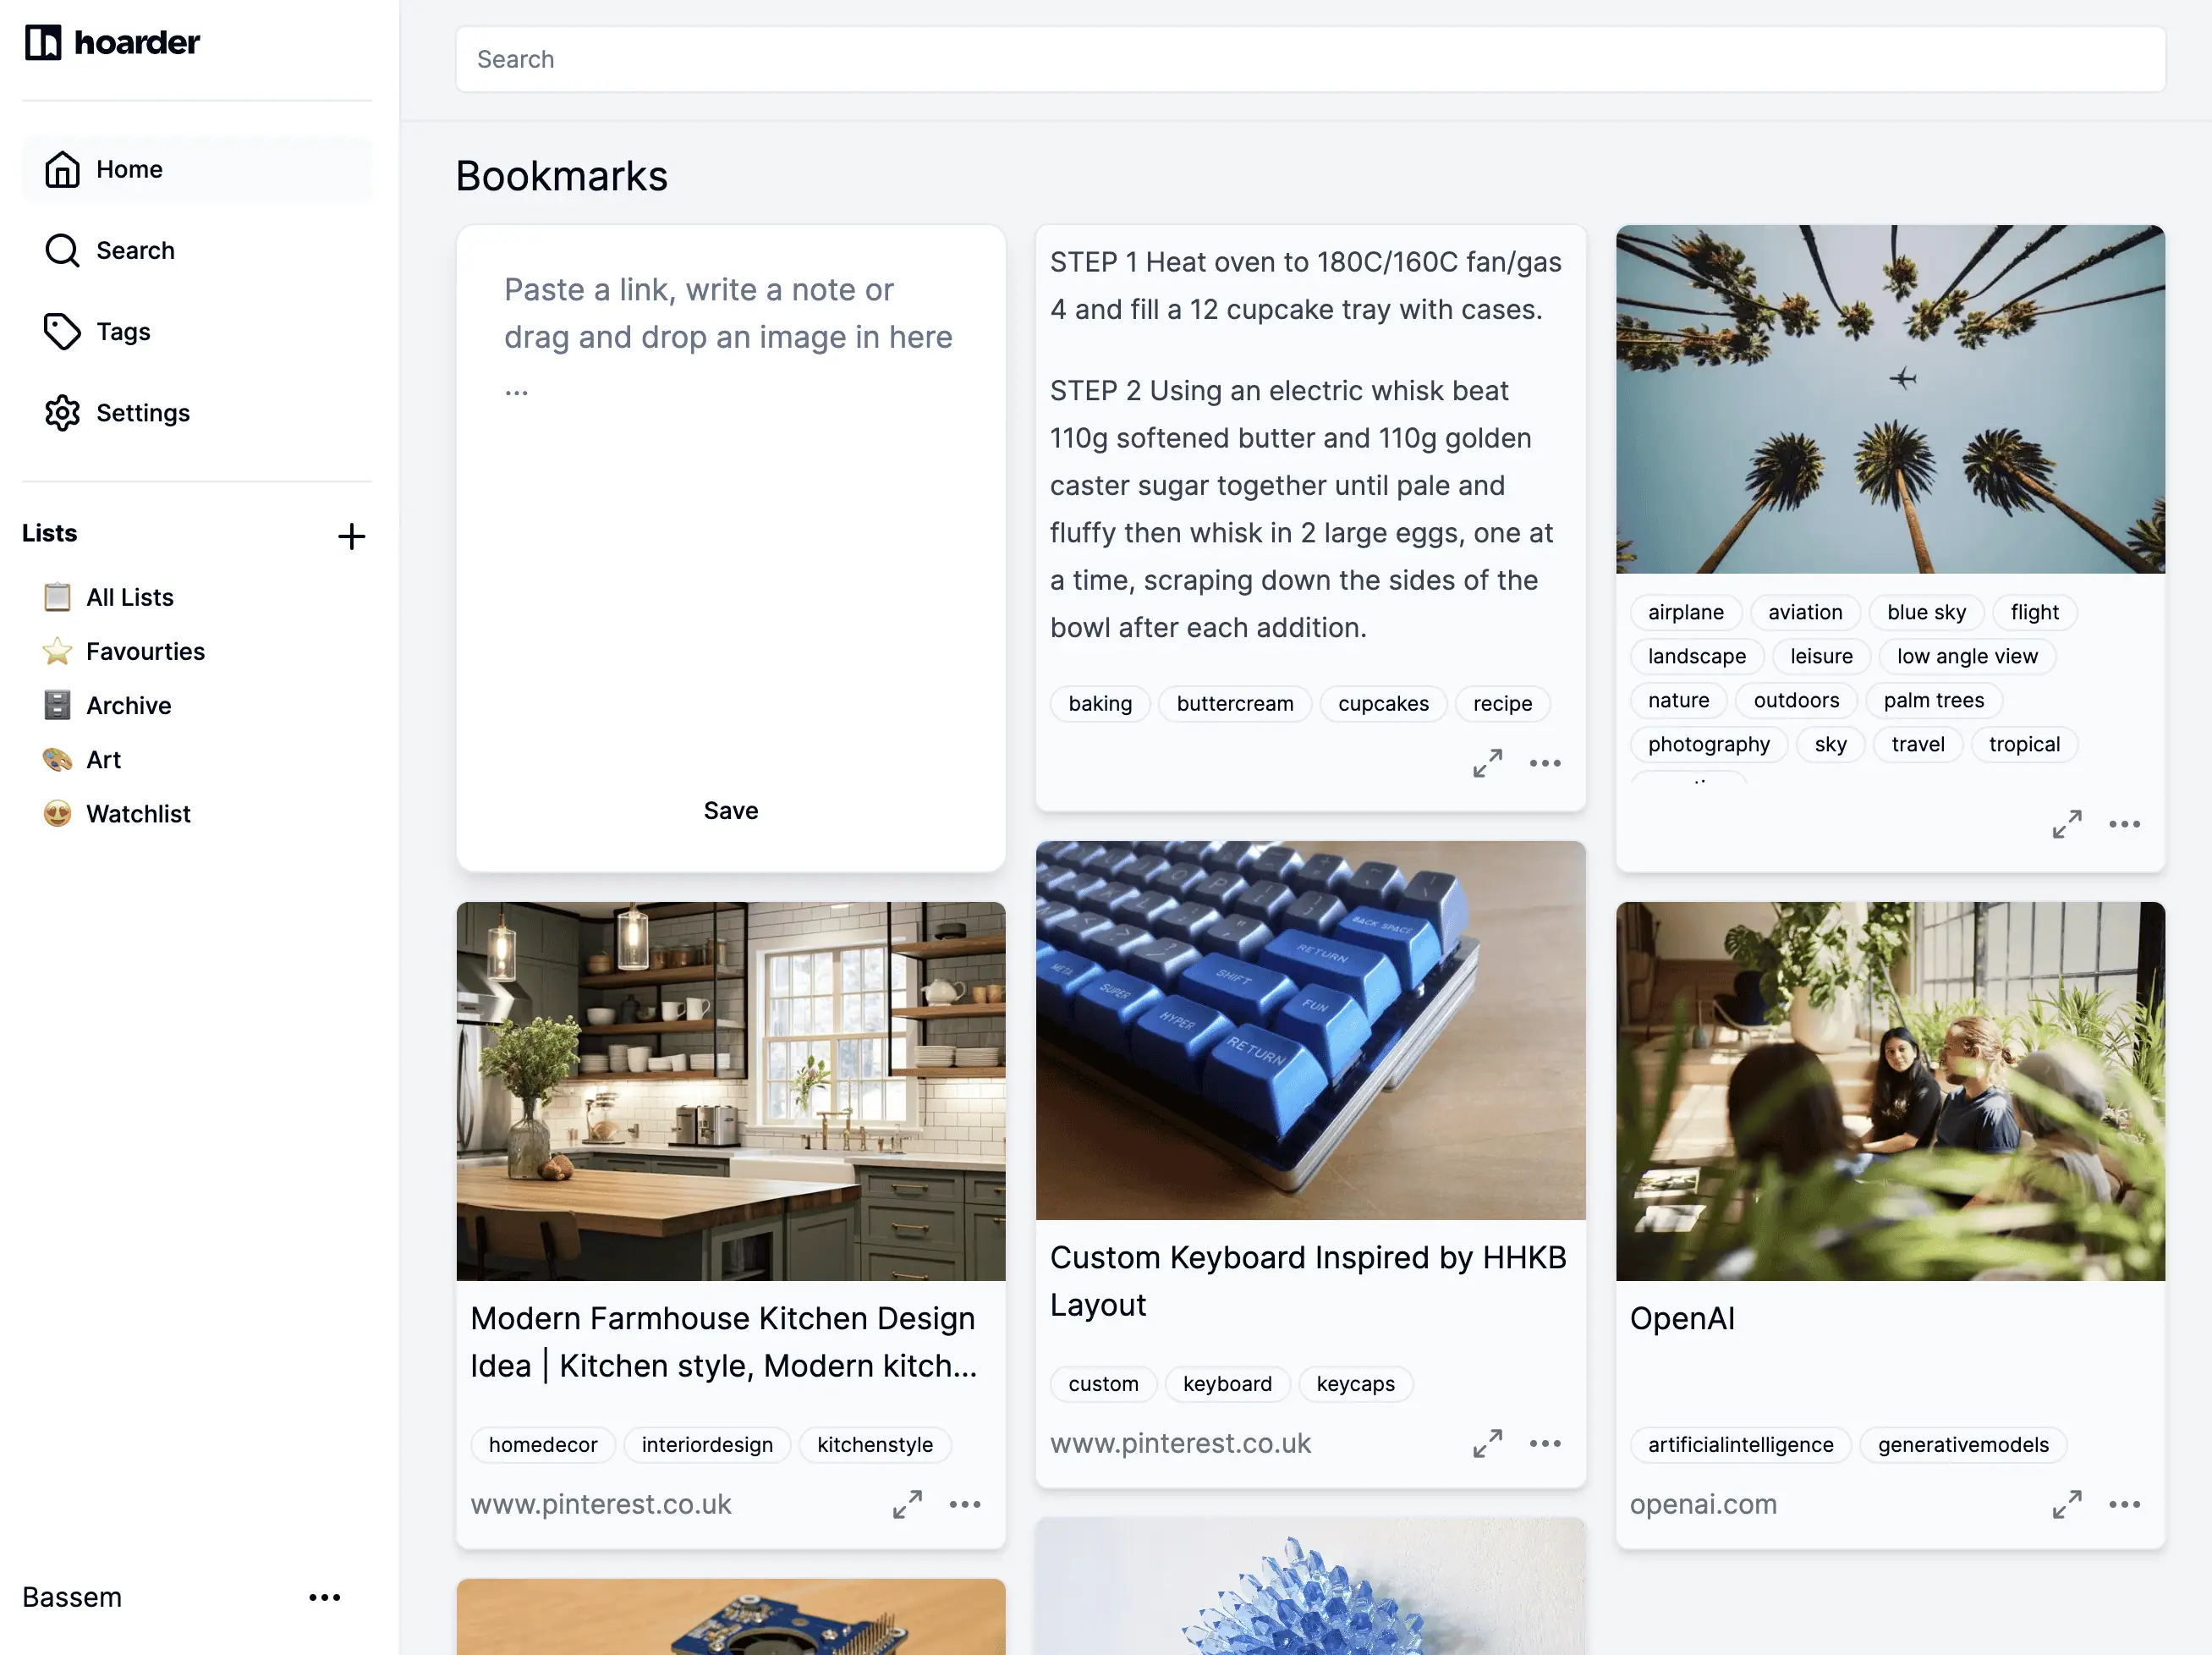 hoarder
Home
Search
Tags
Settings
Lists
All Lists
Favourties
Archive
Art
Watchlist
Bassem
Search
Bookmarks
Paste a link, write a note or
drag and drop an image in here
...
Save
STEP 1 Heat oven to 180C/160C fan/gas
4 and fill a 12 cupcake tray with cases.
STEP 2 Using an electric whisk beat
110g softened butter and 110g golden
caster sugar together until pale and
fluffy then whisk in 2 large eggs, one at
a time, scraping down the sides of the
bowl after each addition.
baking buttercream cupcakes recipe
airplane aviation blue sky flight
landscape leisure low angle view
nature outdoors palm trees
photography sky travel tropical
Modern Farmhouse Kitchen Design
Idea | Kitchen style, Modern kitch...
homedecor interiordesign kitchenstyle
www.pinterest.co.uk
BACK SPACE
RETURN
SHIFT
FUN
META
SUPER
HYPER
RETURN
Custom Keyboard Inspired by HHKB
Layout
custom keyboard keycaps
www.pinterest.co.uk
OpenAI
artificialintelligence generativemodels
openai.com